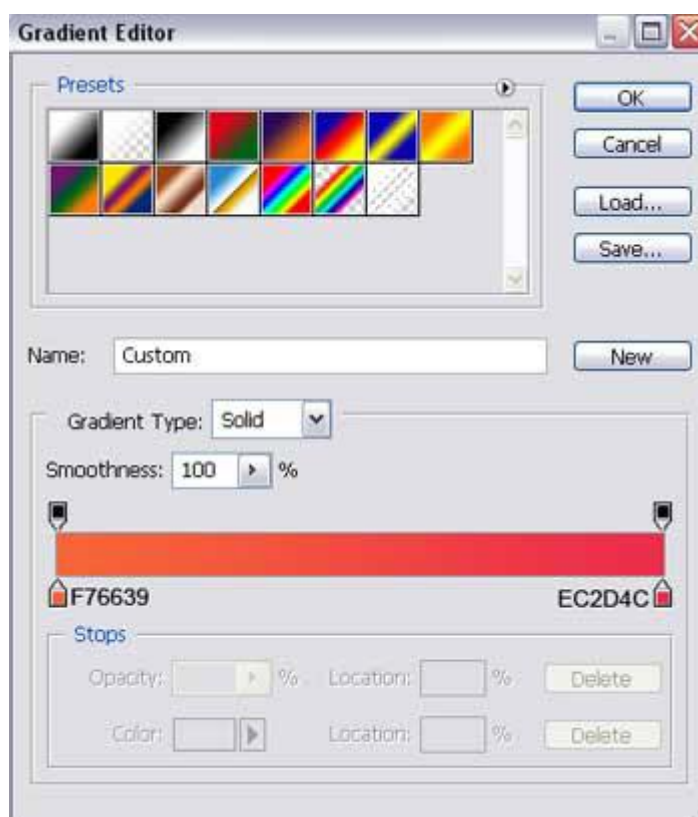 Gradient Editor
Presets
OK
Cancel
Load...
Save...
Name: Custom
New
Gradient Type: Solid
Smoothness: 100 %
F76639 EC2D4C
Stops
Opacity: % Location: % Delete
Color: Location: % Delete